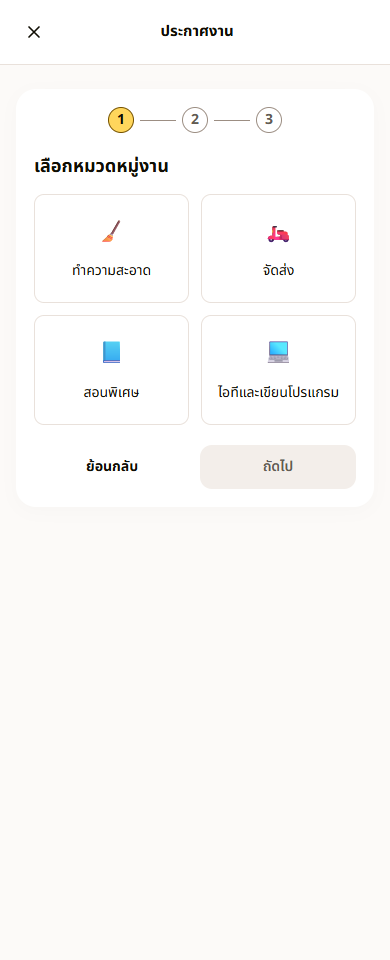 ประกาศงาน
1 2 3
เลือกหมวดหมู่งาน
ทำความสะอาด
จัดส่ง
สอนพิเศษ
ไอทีและเขียนโปรแกรม
ย้อนกลับ
ถัดไป